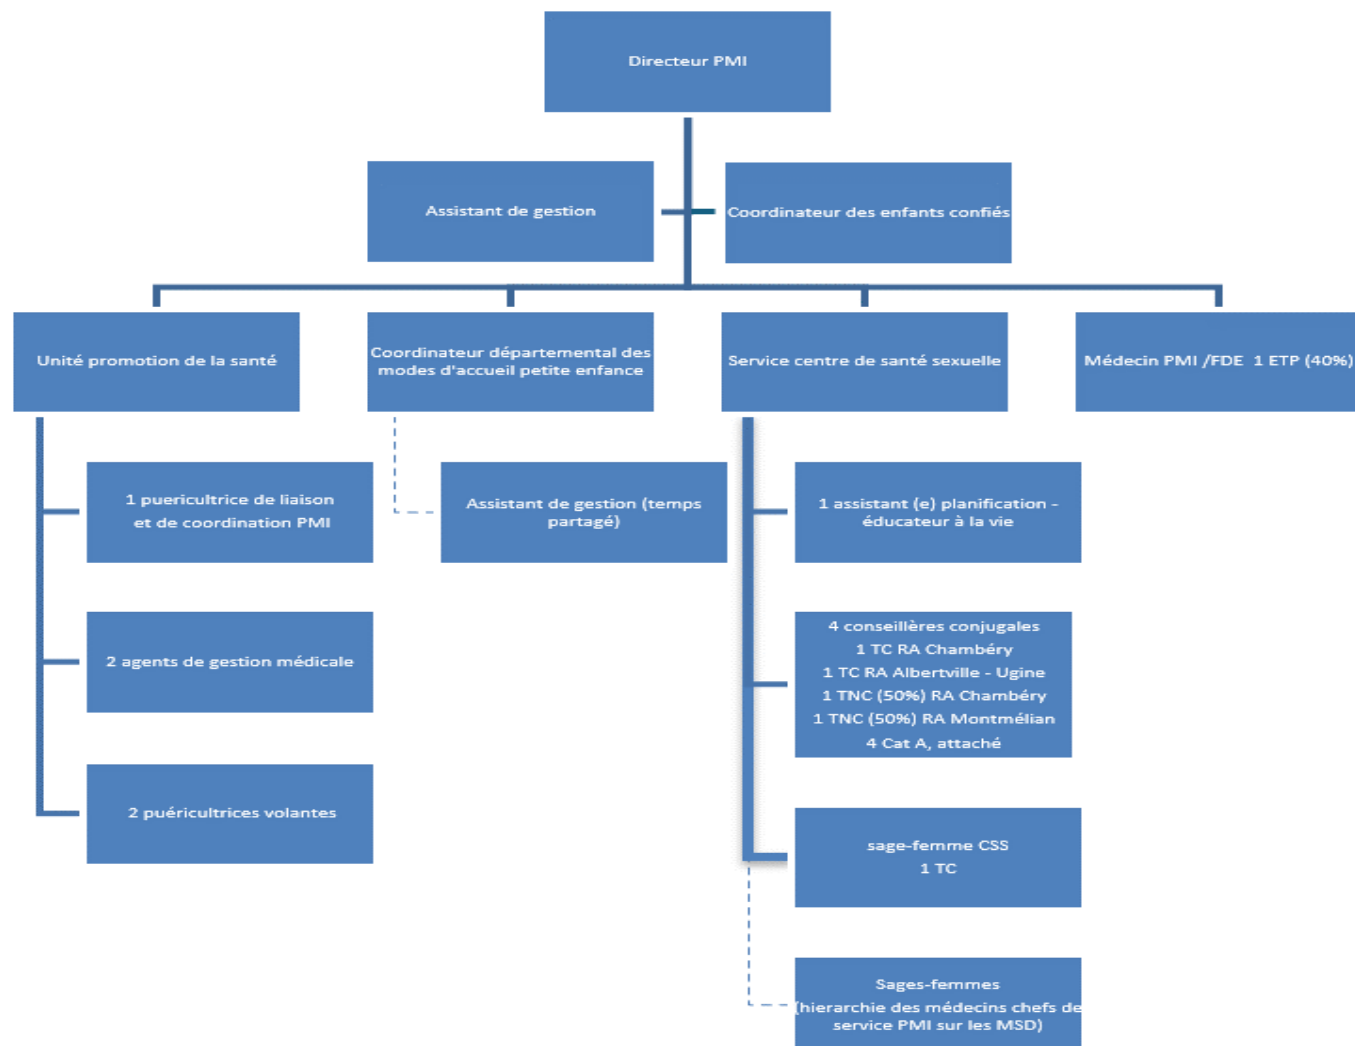 Directeur PMI
Assistant de gestion
Coordinateur des enfants confiés
Unité promotion de la santé
Coordinateur départemental des
modes d'accueil petite enfance
Service centre de santé sexuelle
Médecin PMI /FDE  1 ETP (40%)
1 puericultrice de liaison
et de coordination PMI
Assistant de gestion (temps
partagé)
1 assistant (e) planification -
éducateur à la vie
2 agents de gestion médicale
4 conseillères conjugales
1 TC RA Chambéry
1 TC RA Albertville - Ugine
1 TNC (50%) RA Chambéry
1 TNC (50%) RA Montmélian
4 Cat A, attaché
2 puéricultrices volantes
sage-femme CSS
1 TC
Sages-femmes
(hierarchie des médecins chefs de
service PMI sur les MSD)